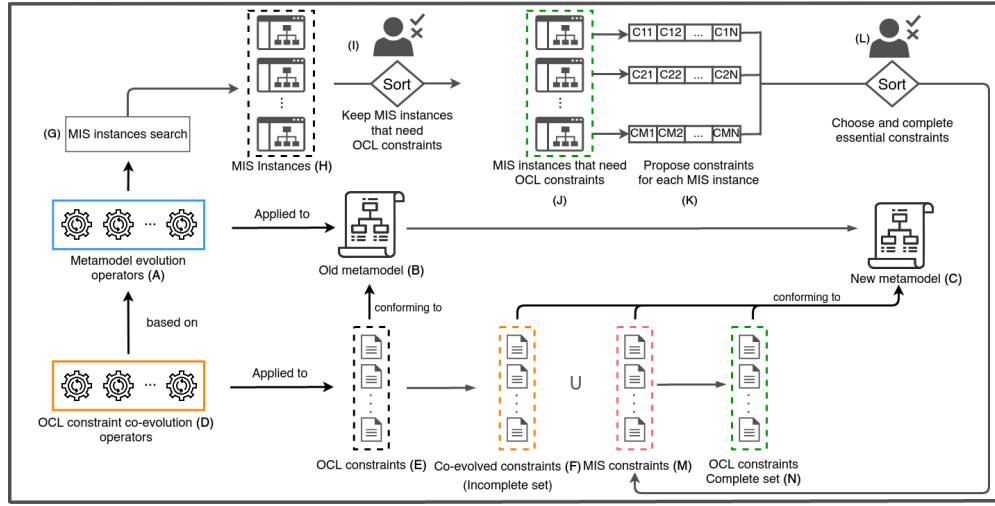 (I)
Sort
Keep MIS instances
that need
OCL constraints
C11 C12 ... C1N
C21 C22 ... C2N
CM1 CM2 ... CMN
(L)
Sort
Choose and complete
essential constraints
(G) MIS instances search
MIS Instances (H)
MIS instances that need
OCL constraints
(J)
Propose constraints
for each MIS instance
(K)
...
Metamodel evolution
operators (A)
Applied to
Old metamodel (B)
New metamodel (C)
based on
conforming to
conforming to
...
OCL constraint co-evolution (D)
operators
Applied to
U
OCL constraints (E)
Co-evolved constraints (F)
(Incomplete set)
MIS constraints (M)
OCL constraints
Complete set (N)